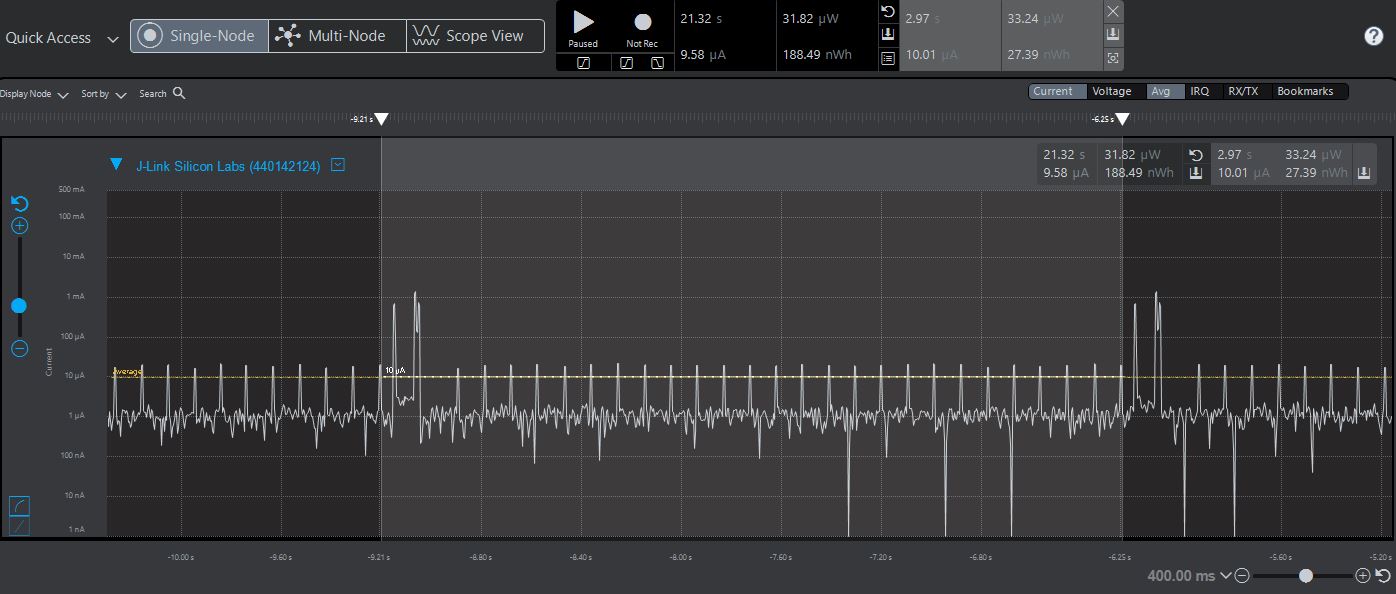 Quick Access
Single-Node
Multi-Node
Scope View
Paused
Not Rec
21.32 s
31.82 µW
9.58 µA
188.49 nWh
2.97 s
33.24 µW
10.01 µA
27.39 nWh
?
Display Node
Sort by
Search
Current
Voltage
Avg
IRQ
RX/TX
Bookmarks
-9.21 s
-6.25 s
J-Link Silicon Labs (440142124)
21.32 s
31.82 µW
2.97 s
33.24 µW
9.58 µA
188.49 nWh
10.01 µA
27.39 nWh
500 mA
100 mA
10 mA
1 mA
100 µA
10 µA
1 µA
100 nA
10 nA
1 nA
Current
Average
10 µA
-10.00 s
-9.60 s
-9.21 s
-8.80 s
-8.40 s
-8.00 s
-7.60 s
-7.20 s
-6.80 s
-6.25 s
-5.60 s
-5.20 s
400.00 ms